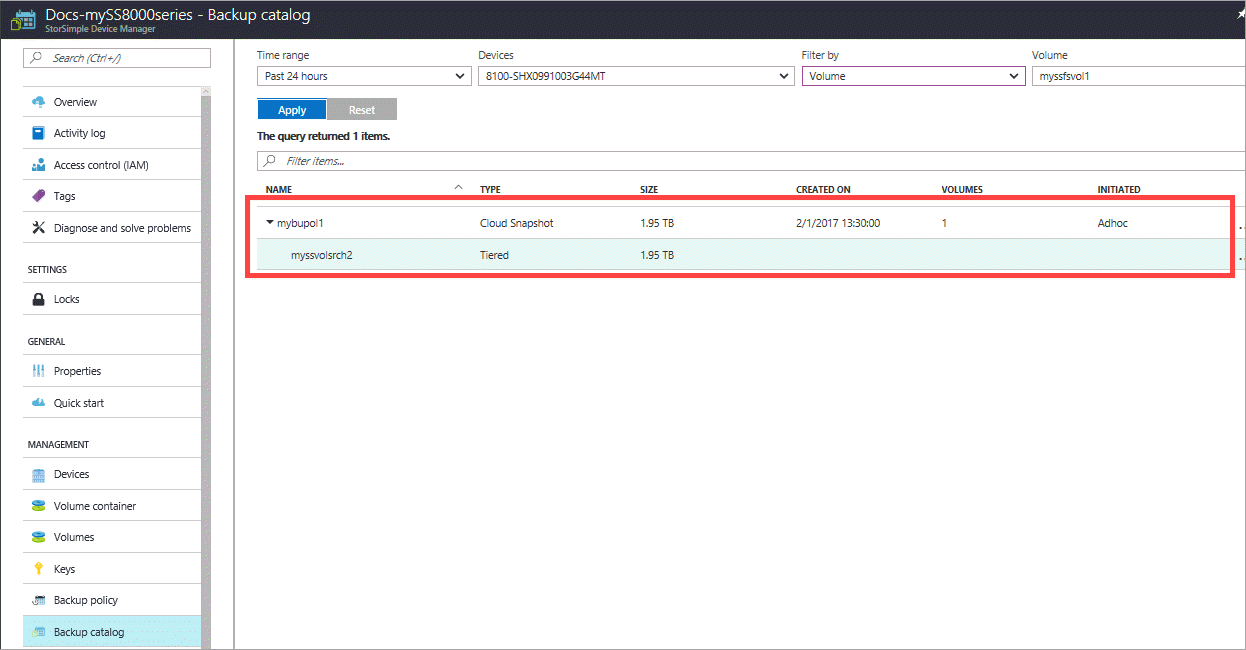 Docs-mySS8000series - Backup catalog
StorSimple Device Manager
Search (Ctrl+/)
Overview
Activity log
Access control (IAM)
Tags
Diagnose and solve problems
SETTINGS
Locks
GENERAL
Properties
Quick start
MANAGEMENT
Devices
Volume container
Volumes
Keys
Backup policy
Backup catalog
Time range Devices Filter by Volume
Past 24 hours 8100-SHX0991003G44MT Volume myssfsvol1
Apply Reset
The query returned 1 items.
Filter items...
NAME TYPE SIZE CREATED ON VOLUMES INITIATED
mybupol1 Cloud Snapshot 1.95 TB 2/1/2017 13:30:00 1 Adhoc
myssvolsrch2 Tiered 1.95 TB